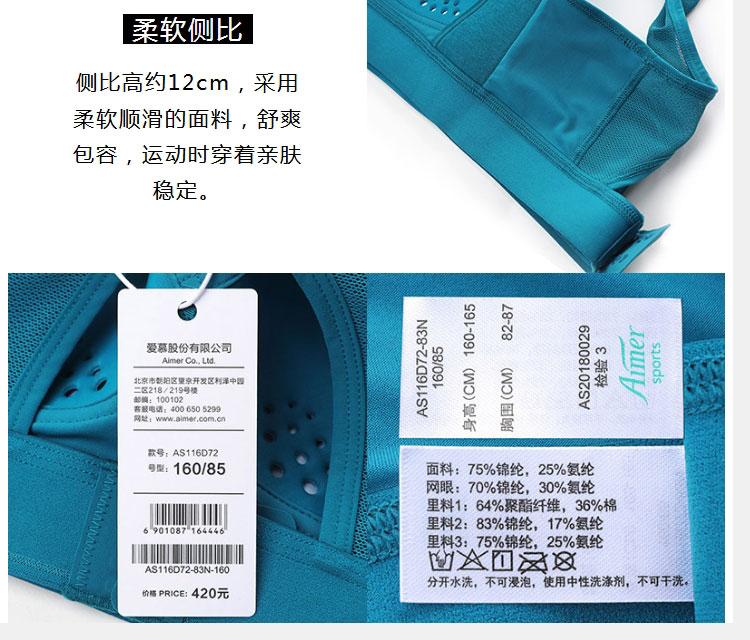 柔软侧比
侧比高约12cm，采用
柔软顺滑的面料，舒爽
包容，运动时穿着亲肤
稳定。
爱慕股份有限公司
Aimer Co., Ltd.
北京市朝阳区望京开发区利泽中园
二区218／219号楼
邮编：100102
客服电话：400 650 5299
网址：www.aimer.com.cn
款号：AS116D72
号型：160/85
6 901087 164446
AS116D72-83N-160
价格 PRICE: 420元
AS116D72-83N
160/85
身高(CM) 160-165
胸围(CM) 82-87
AS20180029
检验 3
Aimer
sports
面料：75%锦纶，25%氨纶
网眼：70%锦纶，30%氨纶
里料1：64%聚酯纤维，36%棉
里料2：83%锦纶，17%氨纶
里料3：75%锦纶，25%氨纶
分开水洗，不可浸泡，使用中性洗涤剂，不可干洗。